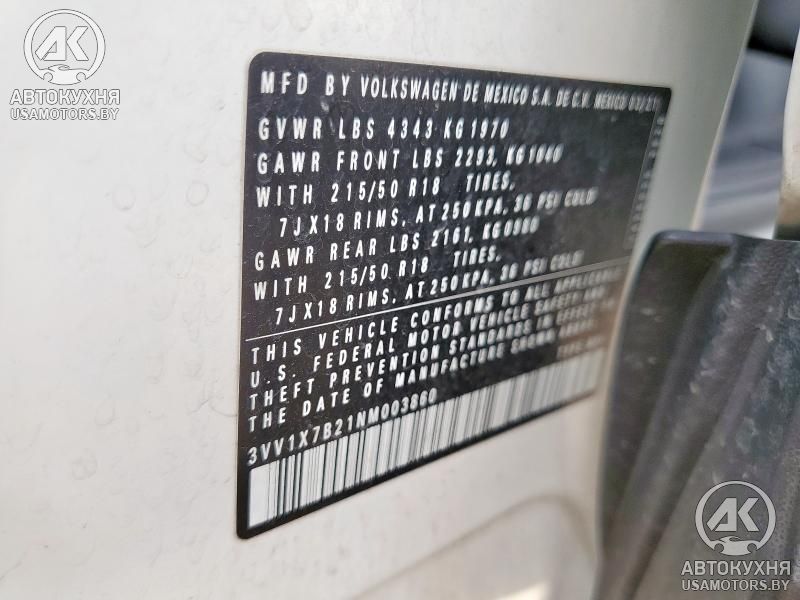 АК
АВТОКУХНЯ
USAMOTORS.BY
MFD BY VOLKSWAGEN DE MEXICO S.A. DE C.V. MEXICO
GVWR LBS 4343 KG 1970
GAWR FRONT LBS 2293, KG 1040
WITH 215/50 R18 TIRES,
7JX18 RIMS, AT 250 KPA, 36 PSI COLD
GAWR REAR LBS 2161, KG 0980
WITH 215/50 R18 TIRES,
7JX18 RIMS, AT 250 KPA, 36 PSI COLD
THIS VEHICLE CONFORMS TO ALL APPLICABLE
U.S. FEDERAL MOTOR VEHICLE SAFETY AND
THEFT PREVENTION STANDARDS IN EFFECT ON
THE DATE OF MANUFACTURE SHOWN ABOVE
3VV1X7B21NM003860
АК
АВТОКУХНЯ
USAMOTORS.BY